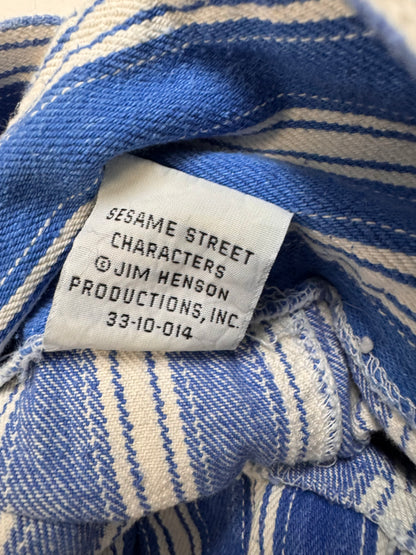 SESAME STREET
CHARACTERS
© JIM HENSON
PRODUCTIONS, INC.
33-10-014